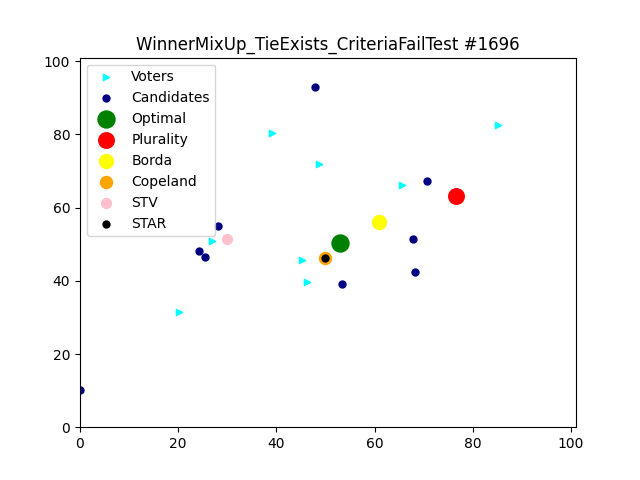 WinnerMixUp_TieExists_CriteriaFailTest #1696
100
80
60
40
20
0
0
20
40
60
80
100
Voters
Candidates
Optimal
Plurality
Borda
Copeland
STV
STAR